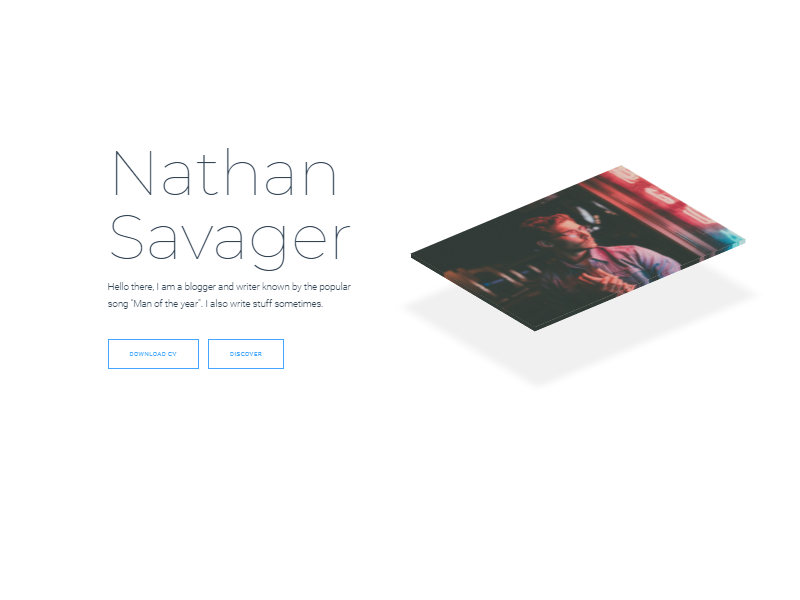 Nathan
Savager
Hello there, I am a blogger and writer known by the popular
song "Man of the year". I also write stuff sometimes.
DOWNLOAD CV DISCOVER